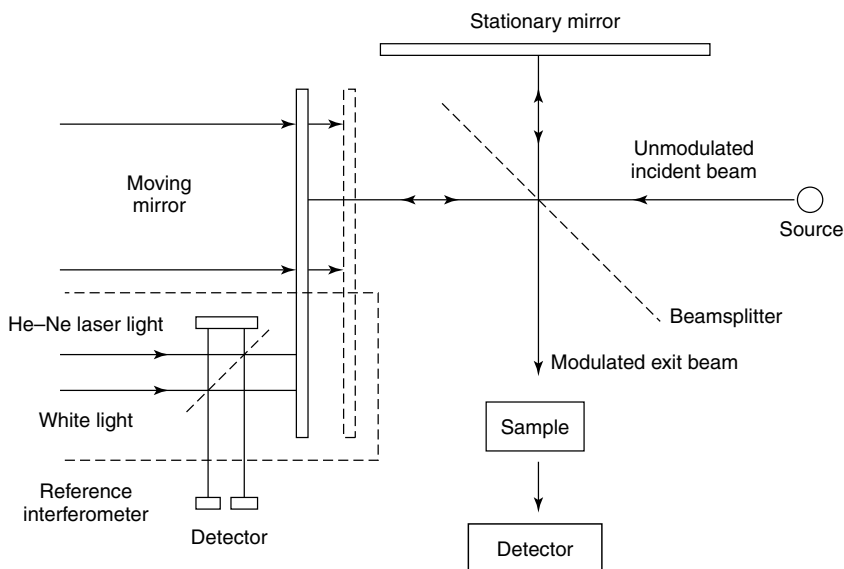 Stationary mirror
Unmodulated
incident beam
Moving
mirror
Source
He–Ne laser light
Beamsplitter
Modulated exit beam
White light
Sample
Reference
interferometer
Detector
Detector